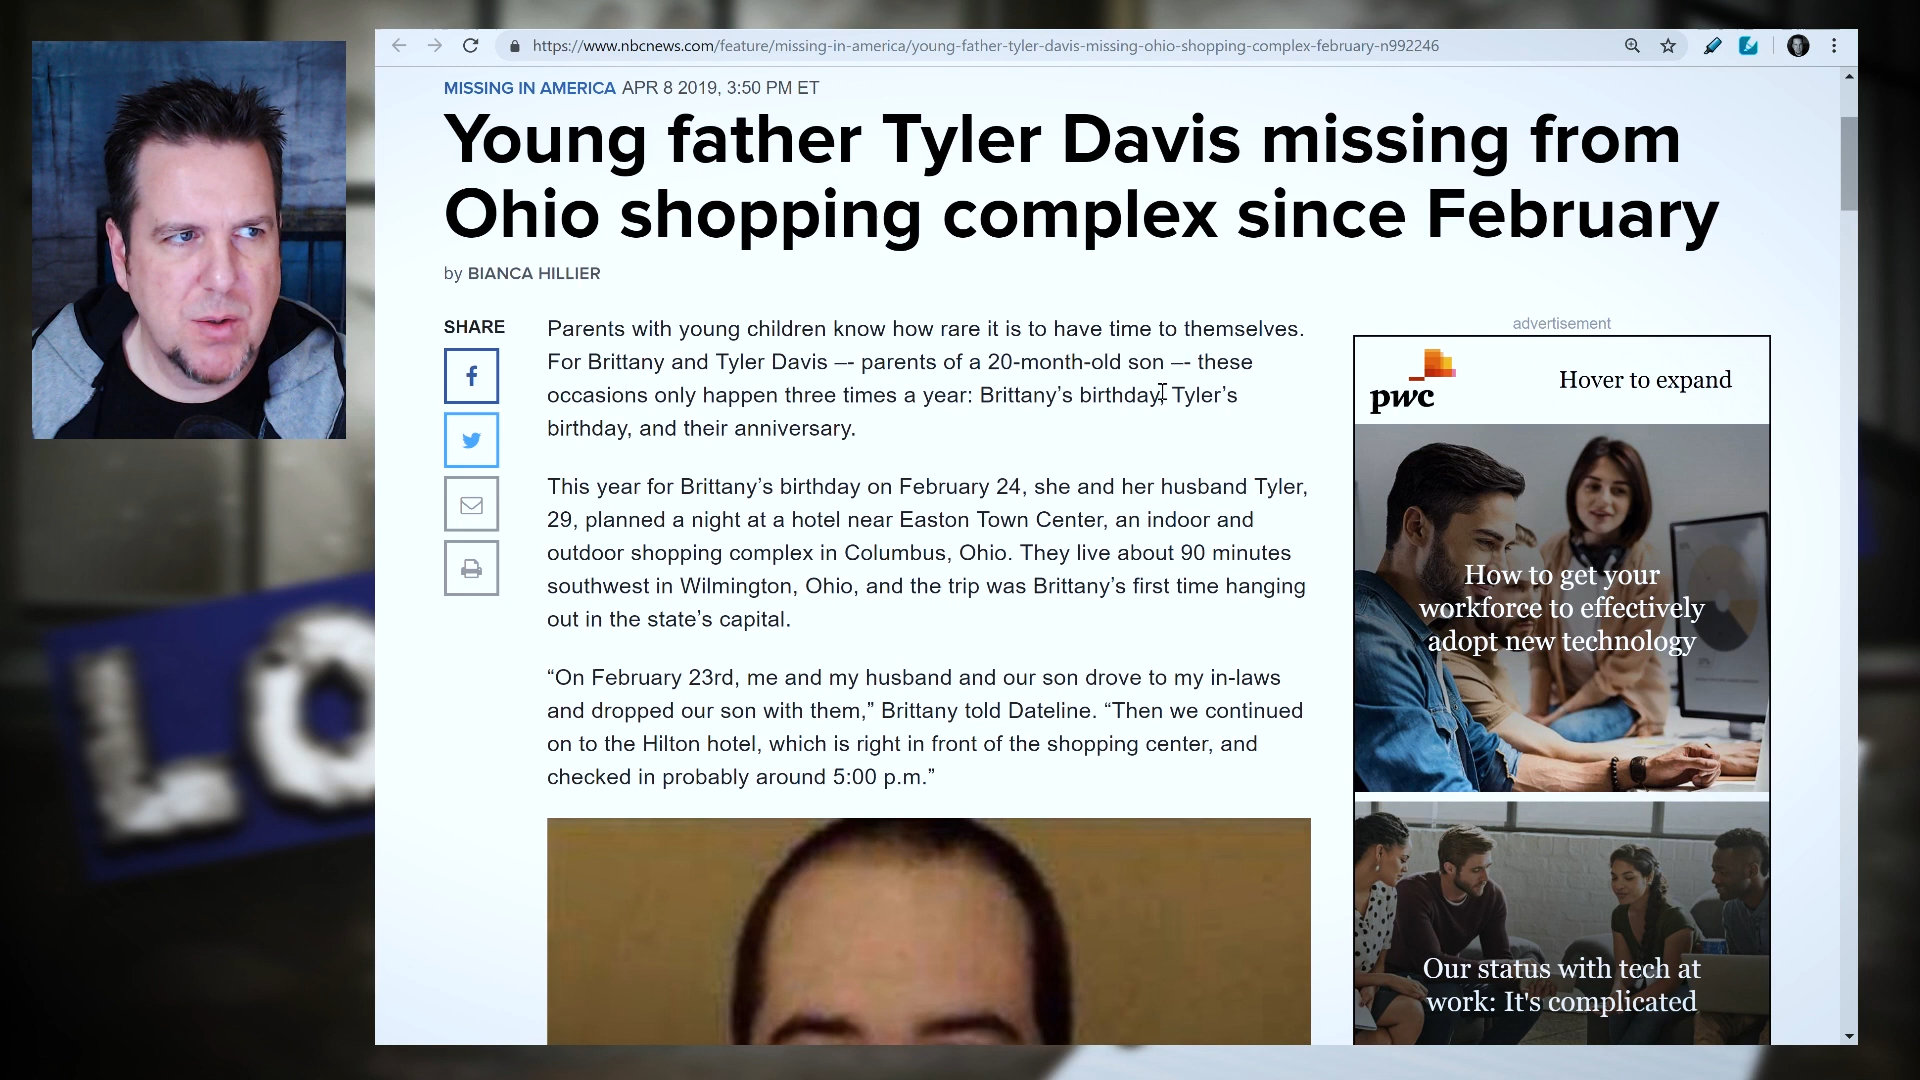 https://www.nbcnews.com/feature/missing-in-america/young-father-tyler-davis-missing-ohio-shopping-complex-february-n992246
MISSING IN AMERICA APR 8 2019, 3:50 PM ET
Young father Tyler Davis missing from
Ohio shopping complex since February
by BIANCA HILLIER
SHARE
Parents with young children know how rare it is to have time to themselves.
For Brittany and Tyler Davis –- parents of a 20-month-old son –- these
occasions only happen three times a year: Brittany’s birthday, Tyler’s
birthday, and their anniversary.
This year for Brittany’s birthday on February 24, she and her husband Tyler,
29, planned a night at a hotel near Easton Town Center, an indoor and
outdoor shopping complex in Columbus, Ohio. They live about 90 minutes
southwest in Wilmington, Ohio, and the trip was Brittany’s first time hanging
out in the state’s capital.
“On February 23rd, me and my husband and our son drove to my in-laws
and dropped our son with them,” Brittany told Dateline. “Then we continued
on to the Hilton hotel, which is right in front of the shopping center, and
checked in probably around 5:00 p.m.”
advertisement
pwc
Hover to expand
How to get your
workforce to effectively
adopt new technology
Our status with tech at
work: It's complicated
LO